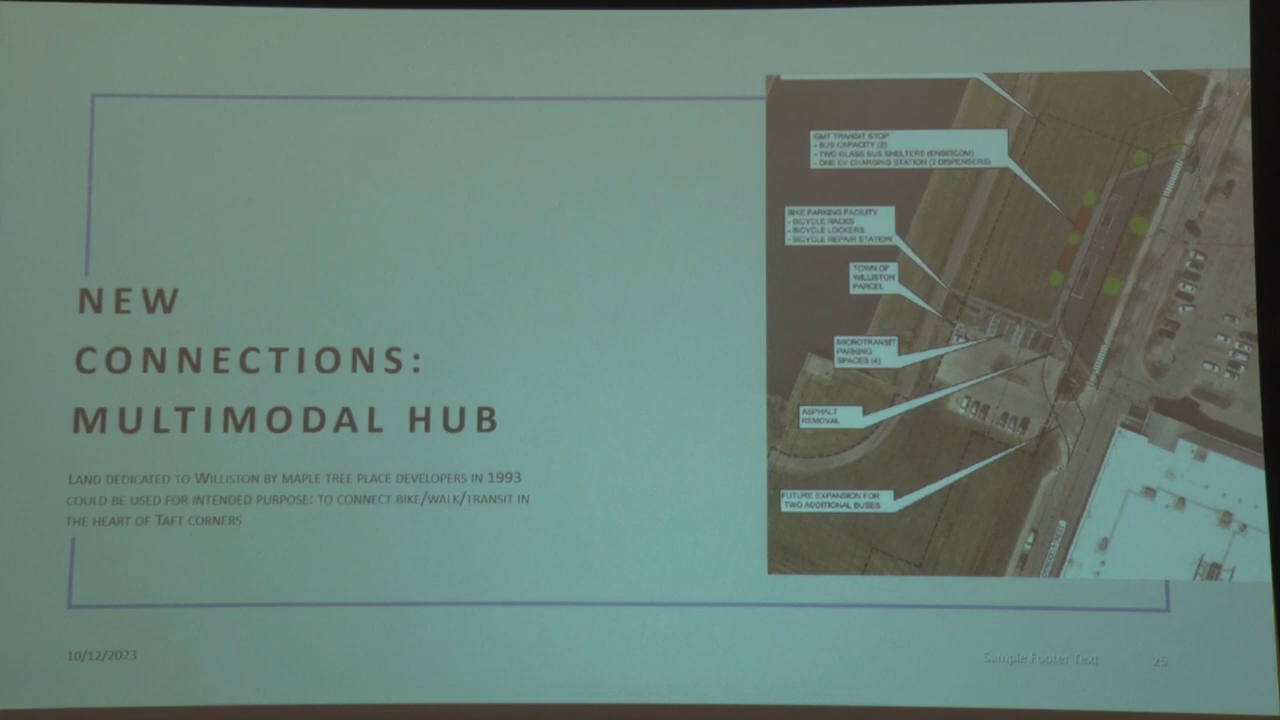 NEW
CONNECTIONS:
MULTIMODAL HUB
LAND DEDICATED TO WILLISTON BY MAPLE TREE PLACE DEVELOPERS IN 1993
COULD BE USED FOR INTENDED PURPOSE: TO CONNECT BIKE/WALK/TRANSIT IN
THE HEART OF TAFT CORNERS
GMT TRANSIT STOP
- BUS CAPACITY (2)
- TWO GLASS BUS SHELTERS (ENSEICOM)
- ONE EV CHARGING STATION (2 DISPENSERS)
BIKE PARKING FACILITY
- BICYCLE RACKS
- BICYCLE LOCKERS
- BICYCLE REPAIR STATION
TOWN OF
WILLISTON
PARCEL
MICROTRANSIT
PARKING
SPACES (4)
ASPHALT
REMOVAL
FUTURE EXPANSION FOR
TWO ADDITIONAL BUSES
10/12/2023
Sample Footer Text
25